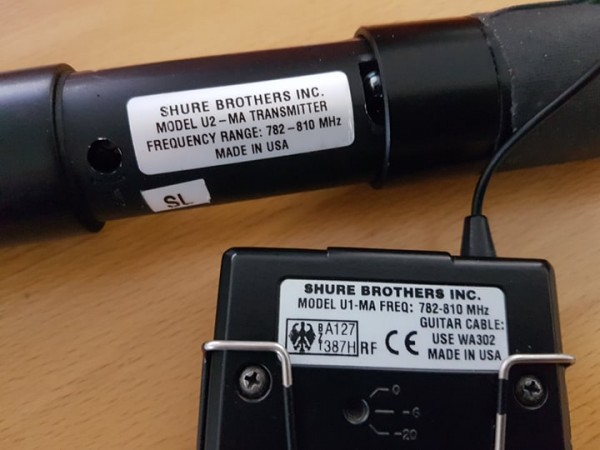 SHURE BROTHERS INC.
MODEL U2-MA TRANSMITTER
FREQUENCY RANGE: 782-810 MHz
MADE IN USA
SL
SHURE BROTHERS INC.
MODEL U1-MA FREQ: 782-810 MHz
GUITAR CABLE:
A127
387H RF CE USE WA302
MADE IN USA
0
-6
-20